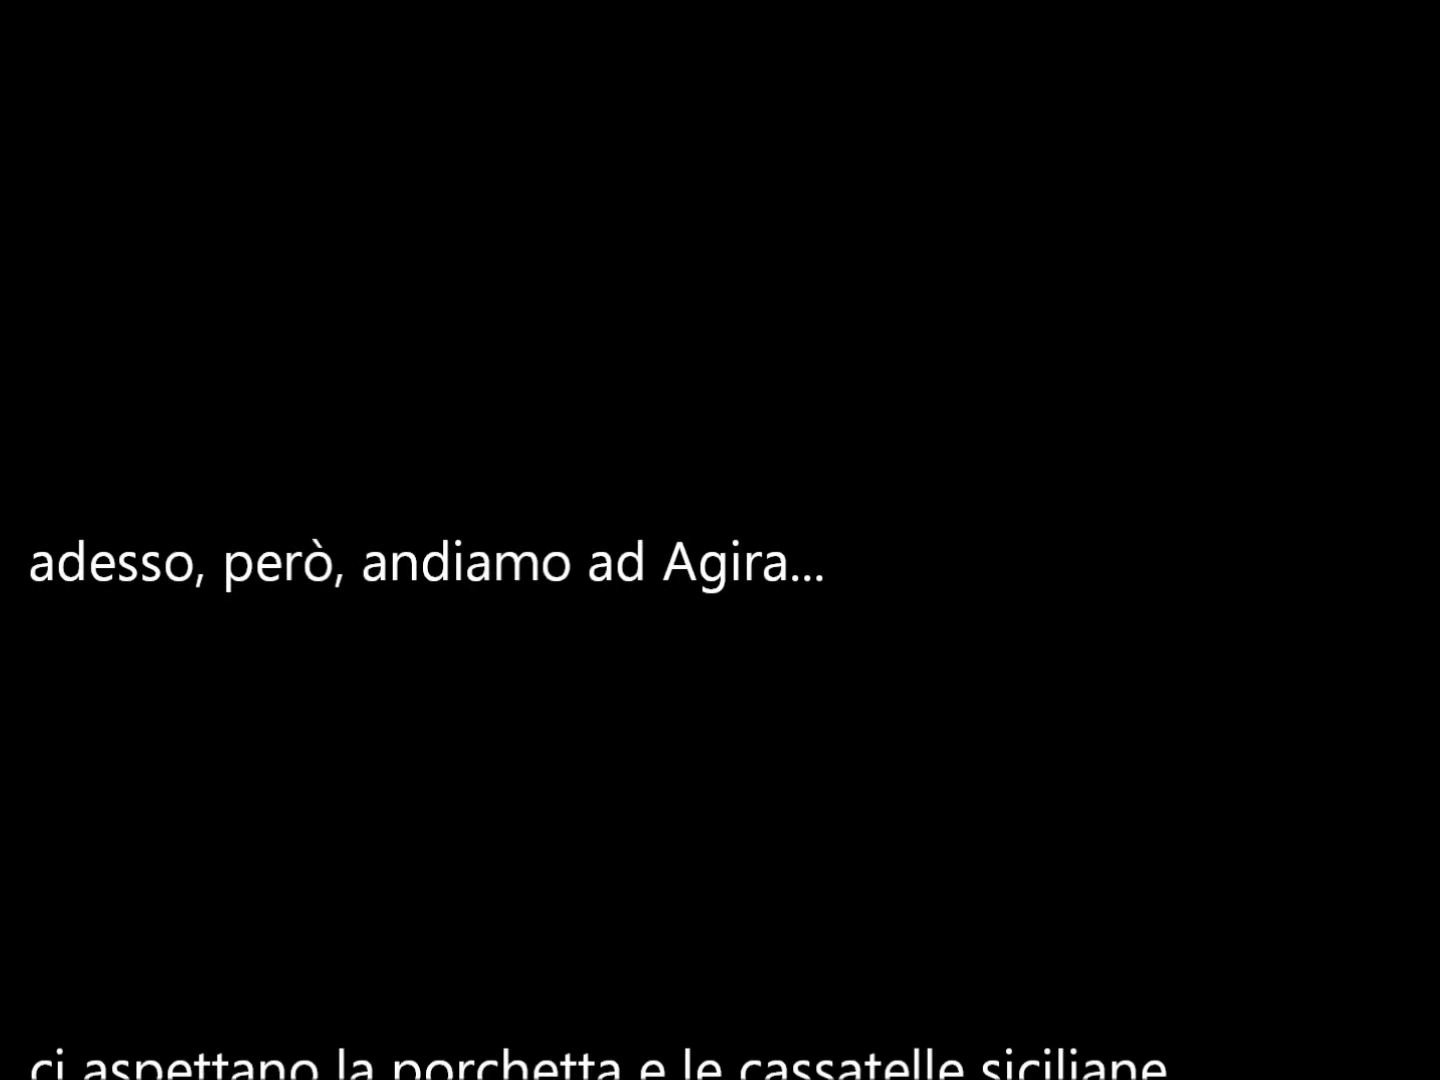 adesso, però, andiamo ad Agira...
ci aspettano la porchetta e le cassatelle siciliane